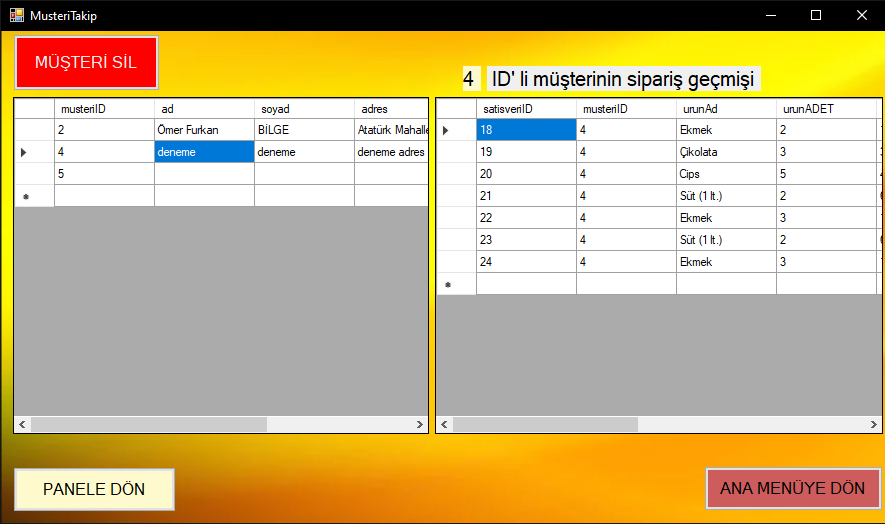 MusteriTakip
MÜŞTERİ SİL
4 ID' li müşterinin sipariş geçmişi
musteriID ad soyad adres
2 Ömer Furkan BİLGE Atatürk Mahalle
4 deneme deneme deneme adres
5
satisveriID musteriID urunAd urunADET
18 4 Ekmek 2
19 4 Çikolata 3
20 4 Cips 5
21 4 Süt (1 lt.) 2
22 4 Ekmek 3
23 4 Süt (1 lt.) 2
24 4 Ekmek 3
PANELE DÖN
ANA MENÜYE DÖN